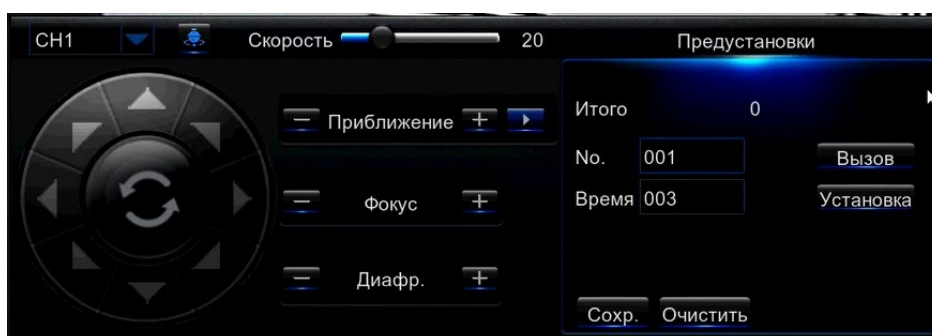 CH1 Скорость 20 Предустановки
Итого 0
Приближение
No. 001 Вызов
Фокус Время 003 Установка
Диафр.
Сохр. Очистить